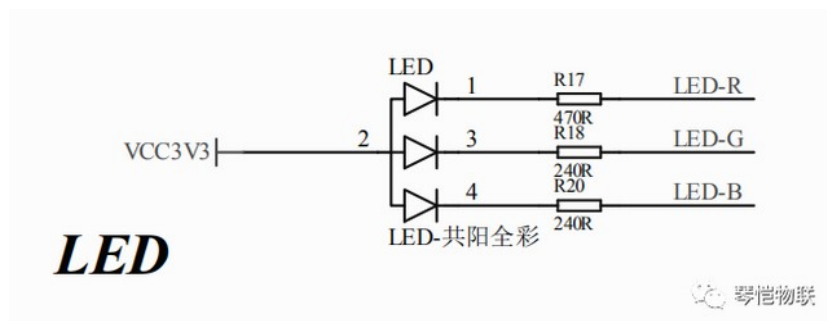 LED
1
R17
LED-R
470R
VCC3V3
2
3
R18
LED-G
240R
4
R20
LED-B
240R
LED-共阳全彩
LED
琴恺物联